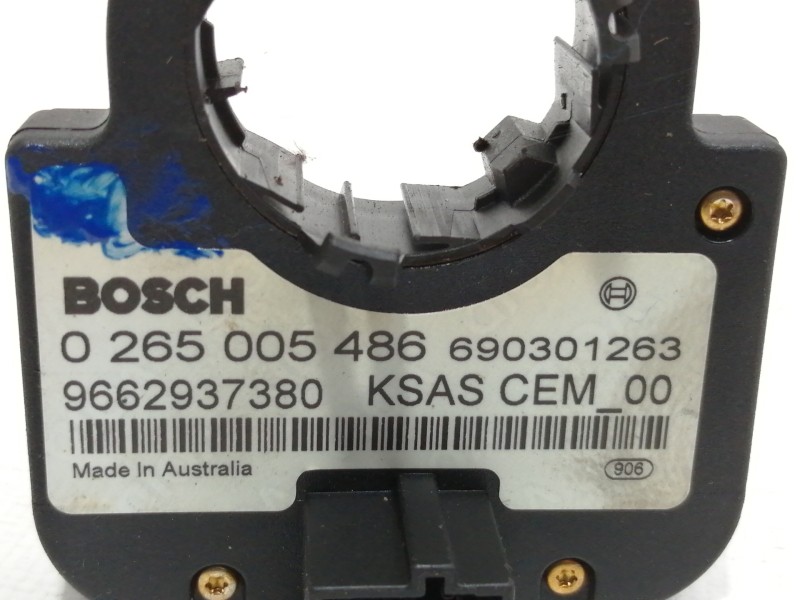 BOSCH
0 265 005 486 690301263
9662937380 KSAS CEM_00
Made In Australia 906